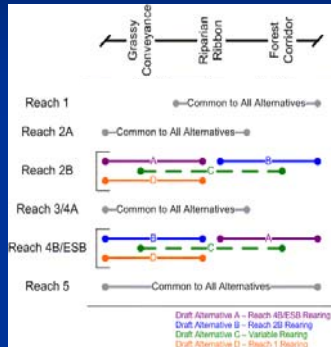 Grassy
Conveyance
Riparian
Ribbon
Forest
Corridor
Reach 1
Common to All Alternatives
Reach 2A
Common to All Alternatives
Reach 2B
A
B
C
D
Reach 3/4A
Common to All Alternatives
Reach 4B/ESB
B
A
C
D
Reach 5
Common to All Alternatives
Draft Alternative A – Reach 4B/ESB Rearing
Draft Alternative B – Reach 2B Rearing
Draft Alternative C – Variable Rearing
Draft Alternative D – Reach 1 Rearing